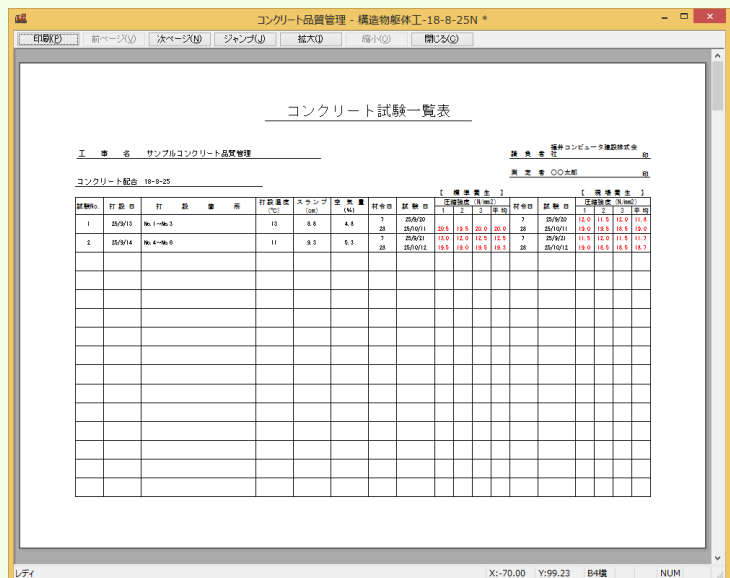 コンクリート品質管理 - 構造物躯体工-18-8-25N *
印刷(P) 前ページ(V) 次ページ(N) ジャンプ(J) 拡大(I) 縮小(O) 閉じる(C)
コンクリート試験一覧表
工 事 名 サンプルコンクリート品質管理
請 負 者 福井コンピュータ建設株式会社 印
測 定 者 〇〇太郎 印
コンクリート配合 18-8-25
【 標 準 養 生 】 【 現 場 養 生 】
試験No. 打 設 日 打 設 箇 所 打設温度 (℃) スランプ (cm) 空 気 量 (%) 材令日 試 験 日 圧縮強度 (N/mm2) 1 2 3 平 均 材令日 試 験 日 圧縮強度 (N/mm2) 1 2 3 平 均
1 25/9/13 No.1~No.3 13 8.8 4.8 7 25/9/20 7 25/9/20 12.0 11.5 12.0 11.8
28 25/10/11 20.5 19.5 20.0 20.0 28 25/10/11 19.0 19.5 18.5 19.0
2 25/9/14 No.4~No.6 11 9.3 5.3 7 25/9/21 13.0 12.0 12.5 12.5 7 25/9/21 11.5 12.0 11.5 11.7
28 25/10/12 19.5 19.0 19.5 19.3 28 25/10/12 19.0 18.5 18.5 18.7
レディ X:-70.00 Y:99.23 B4横 NUM